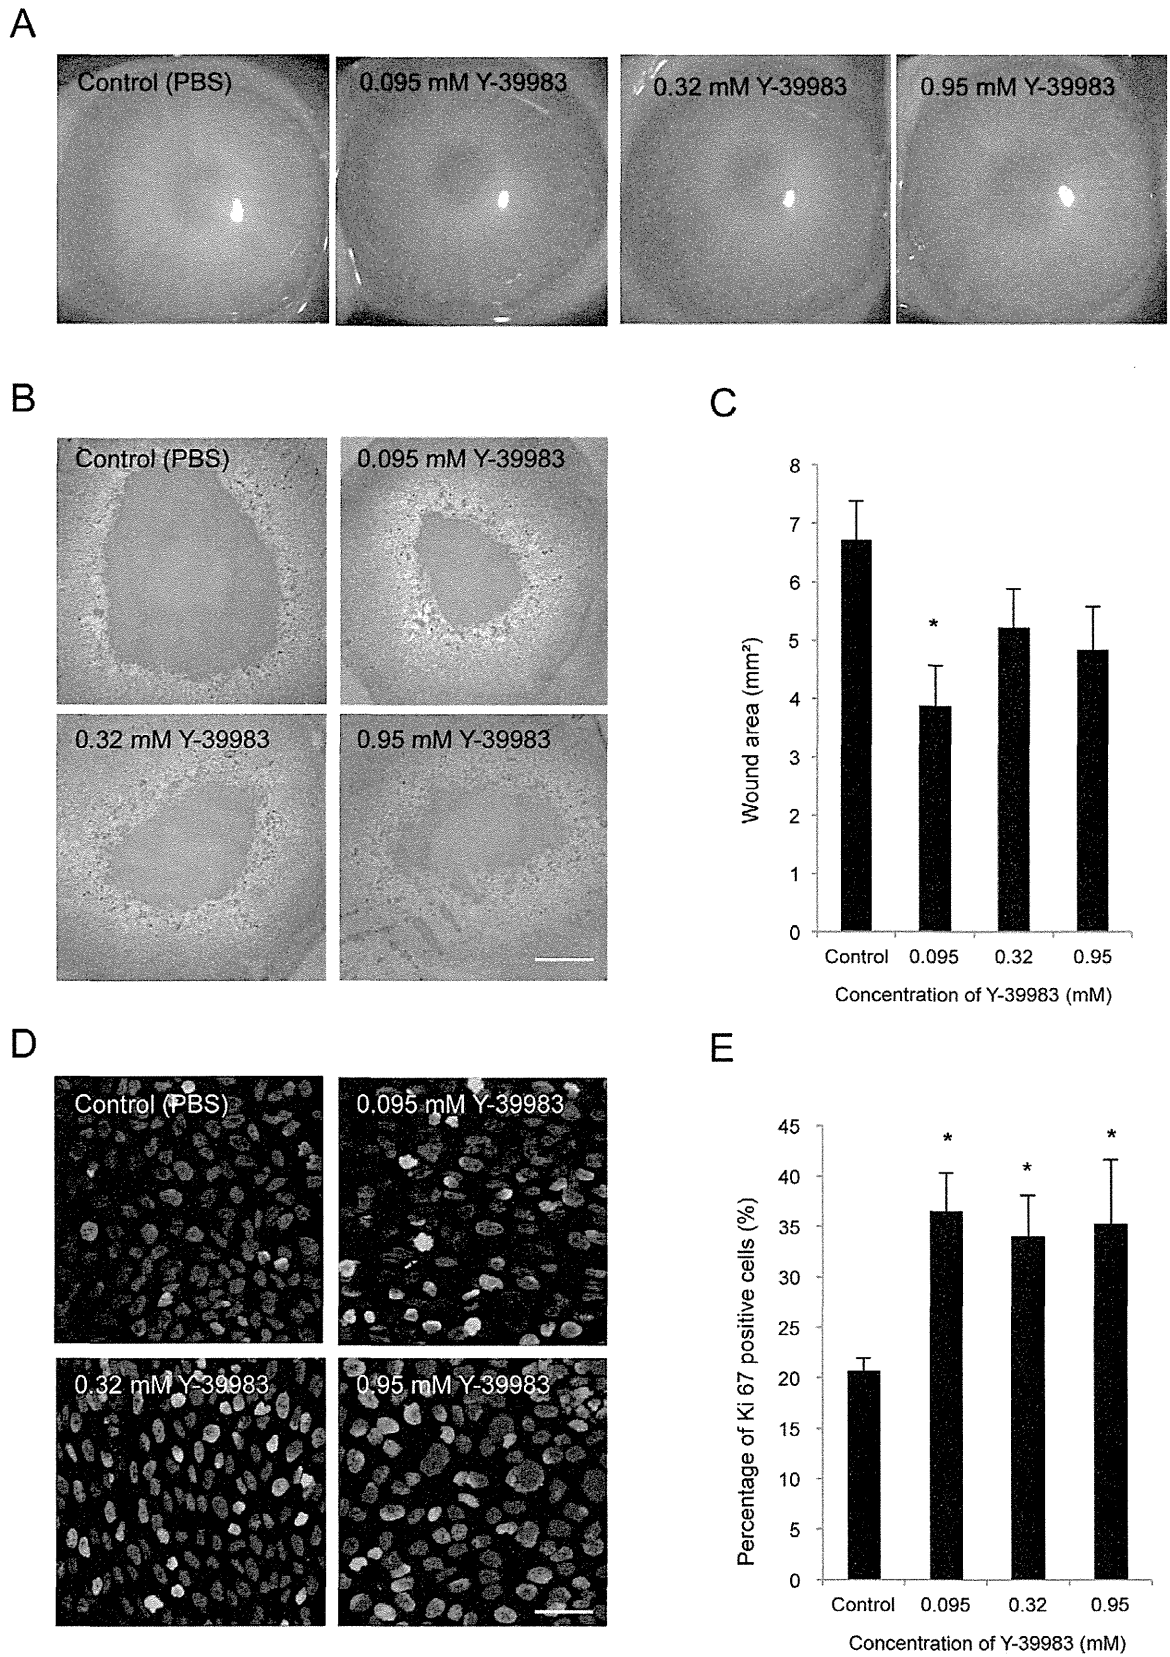 A
Control (PBS)
0.095 mM Y-39983
0.32 mM Y-39983
0.95 mM Y-39983
B
Control (PBS)
0.095 mM Y-39983
0.32 mM Y-39983
0.95 mM Y-39983
C
8
7
6
5
4
3
2
1
0
Wound area (mm²)
*
Control 0.095 0.32 0.95
Concentration of Y-39983 (mM)
D
Control (PBS)
0.095 mM Y-39983
0.32 mM Y-39983
0.95 mM Y-39983
E
45
40
35
30
25
20
15
10
5
0
Percentage of Ki 67 positive cells (%)
* * *
Control 0.095 0.32 0.95
Concentration of Y-39983 (mM)